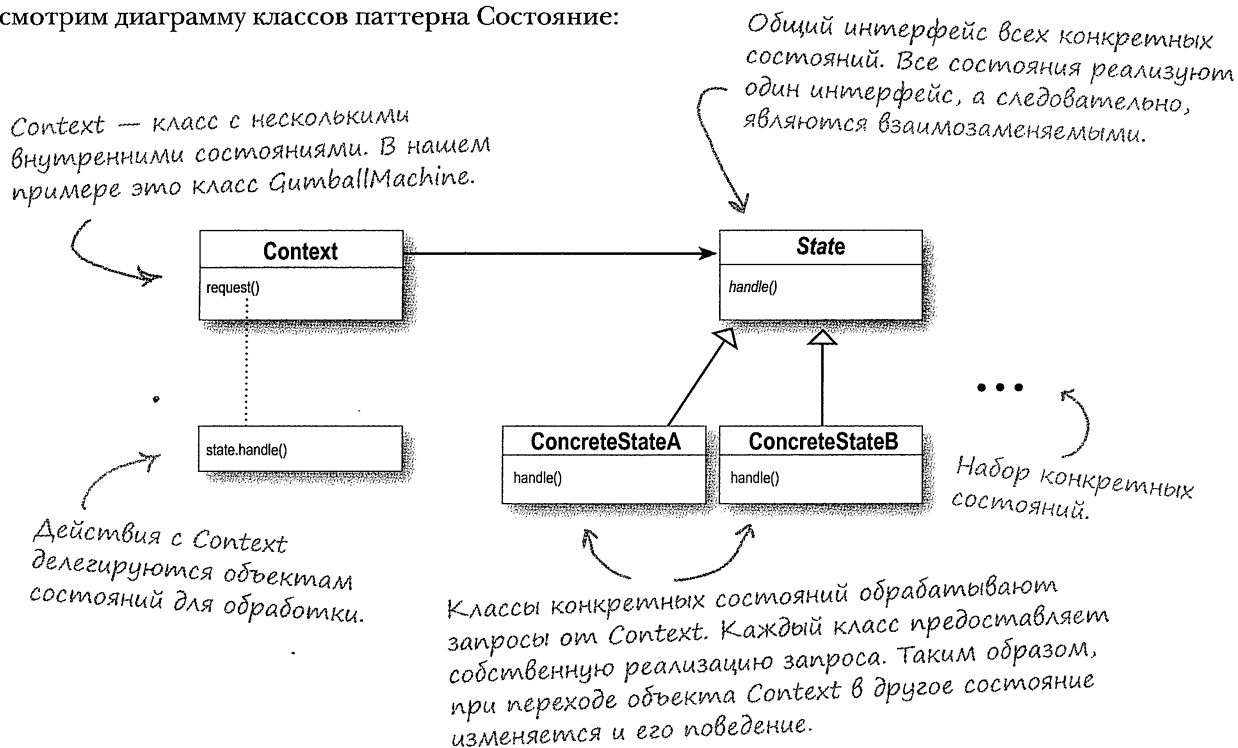 смотрим диаграмму классов паттерна Состояние:
Общий интерфейс всех конкретных
состояний. Все состояния реализуют
один интерфейс, а следовательно,
являются взаимозаменяемыми.
Context — класс с несколькими
внутренними состояниями. В нашем
примере это класс GumballMachine.
Context
request()
State
handle()
state.handle()
ConcreteStateA
handle()
ConcreteStateB
handle()
• • •
Набор конкретных
состояний.
Действия с Context
делегируются объектам
состояний для обработки.
Классы конкретных состояний обрабатывают
запросы от Context. Каждый класс предоставляет
собственную реализацию запроса. Таким образом,
при переходе объекта Context в другое состояние
изменяется и его поведение.